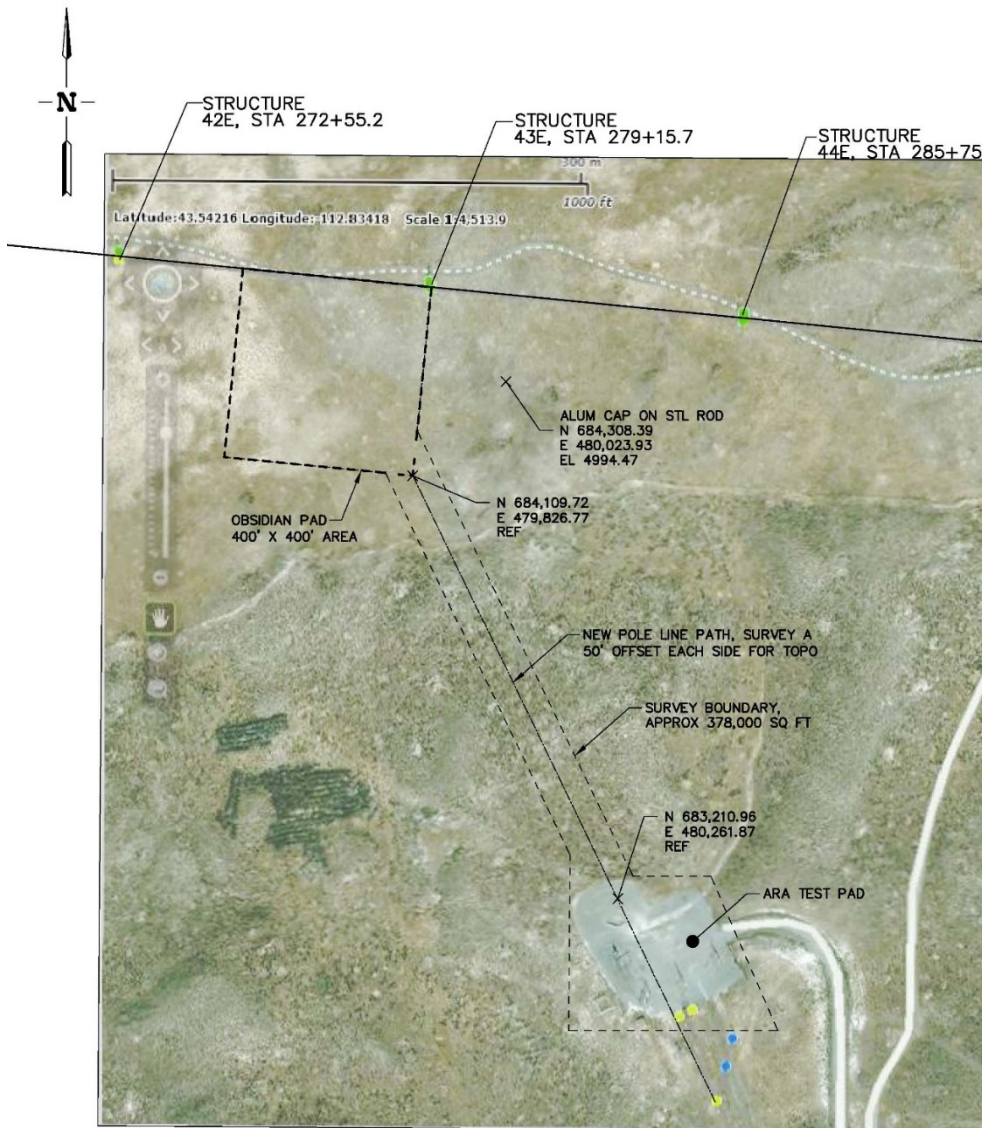 N
STRUCTURE
42E, STA 272+55.2
STRUCTURE
43E, STA 279+15.7
STRUCTURE
44E, STA 285+75
300 m
1000 ft
Latitude:43.54216 Longitude:-112.83418 Scale 1:4,513.9
ALUM CAP ON STL ROD
N 684,308.39
E 480,023.93
EL 4994.47
N 684,109.72
E 479,826.77
REF
OBSIDIAN PAD
400' X 400' AREA
NEW POLE LINE PATH, SURVEY A
50' OFFSET EACH SIDE FOR TOPO
SURVEY BOUNDARY,
APPROX 378,000 SQ FT
N 683,210.96
E 480,261.87
REF
ARA TEST PAD